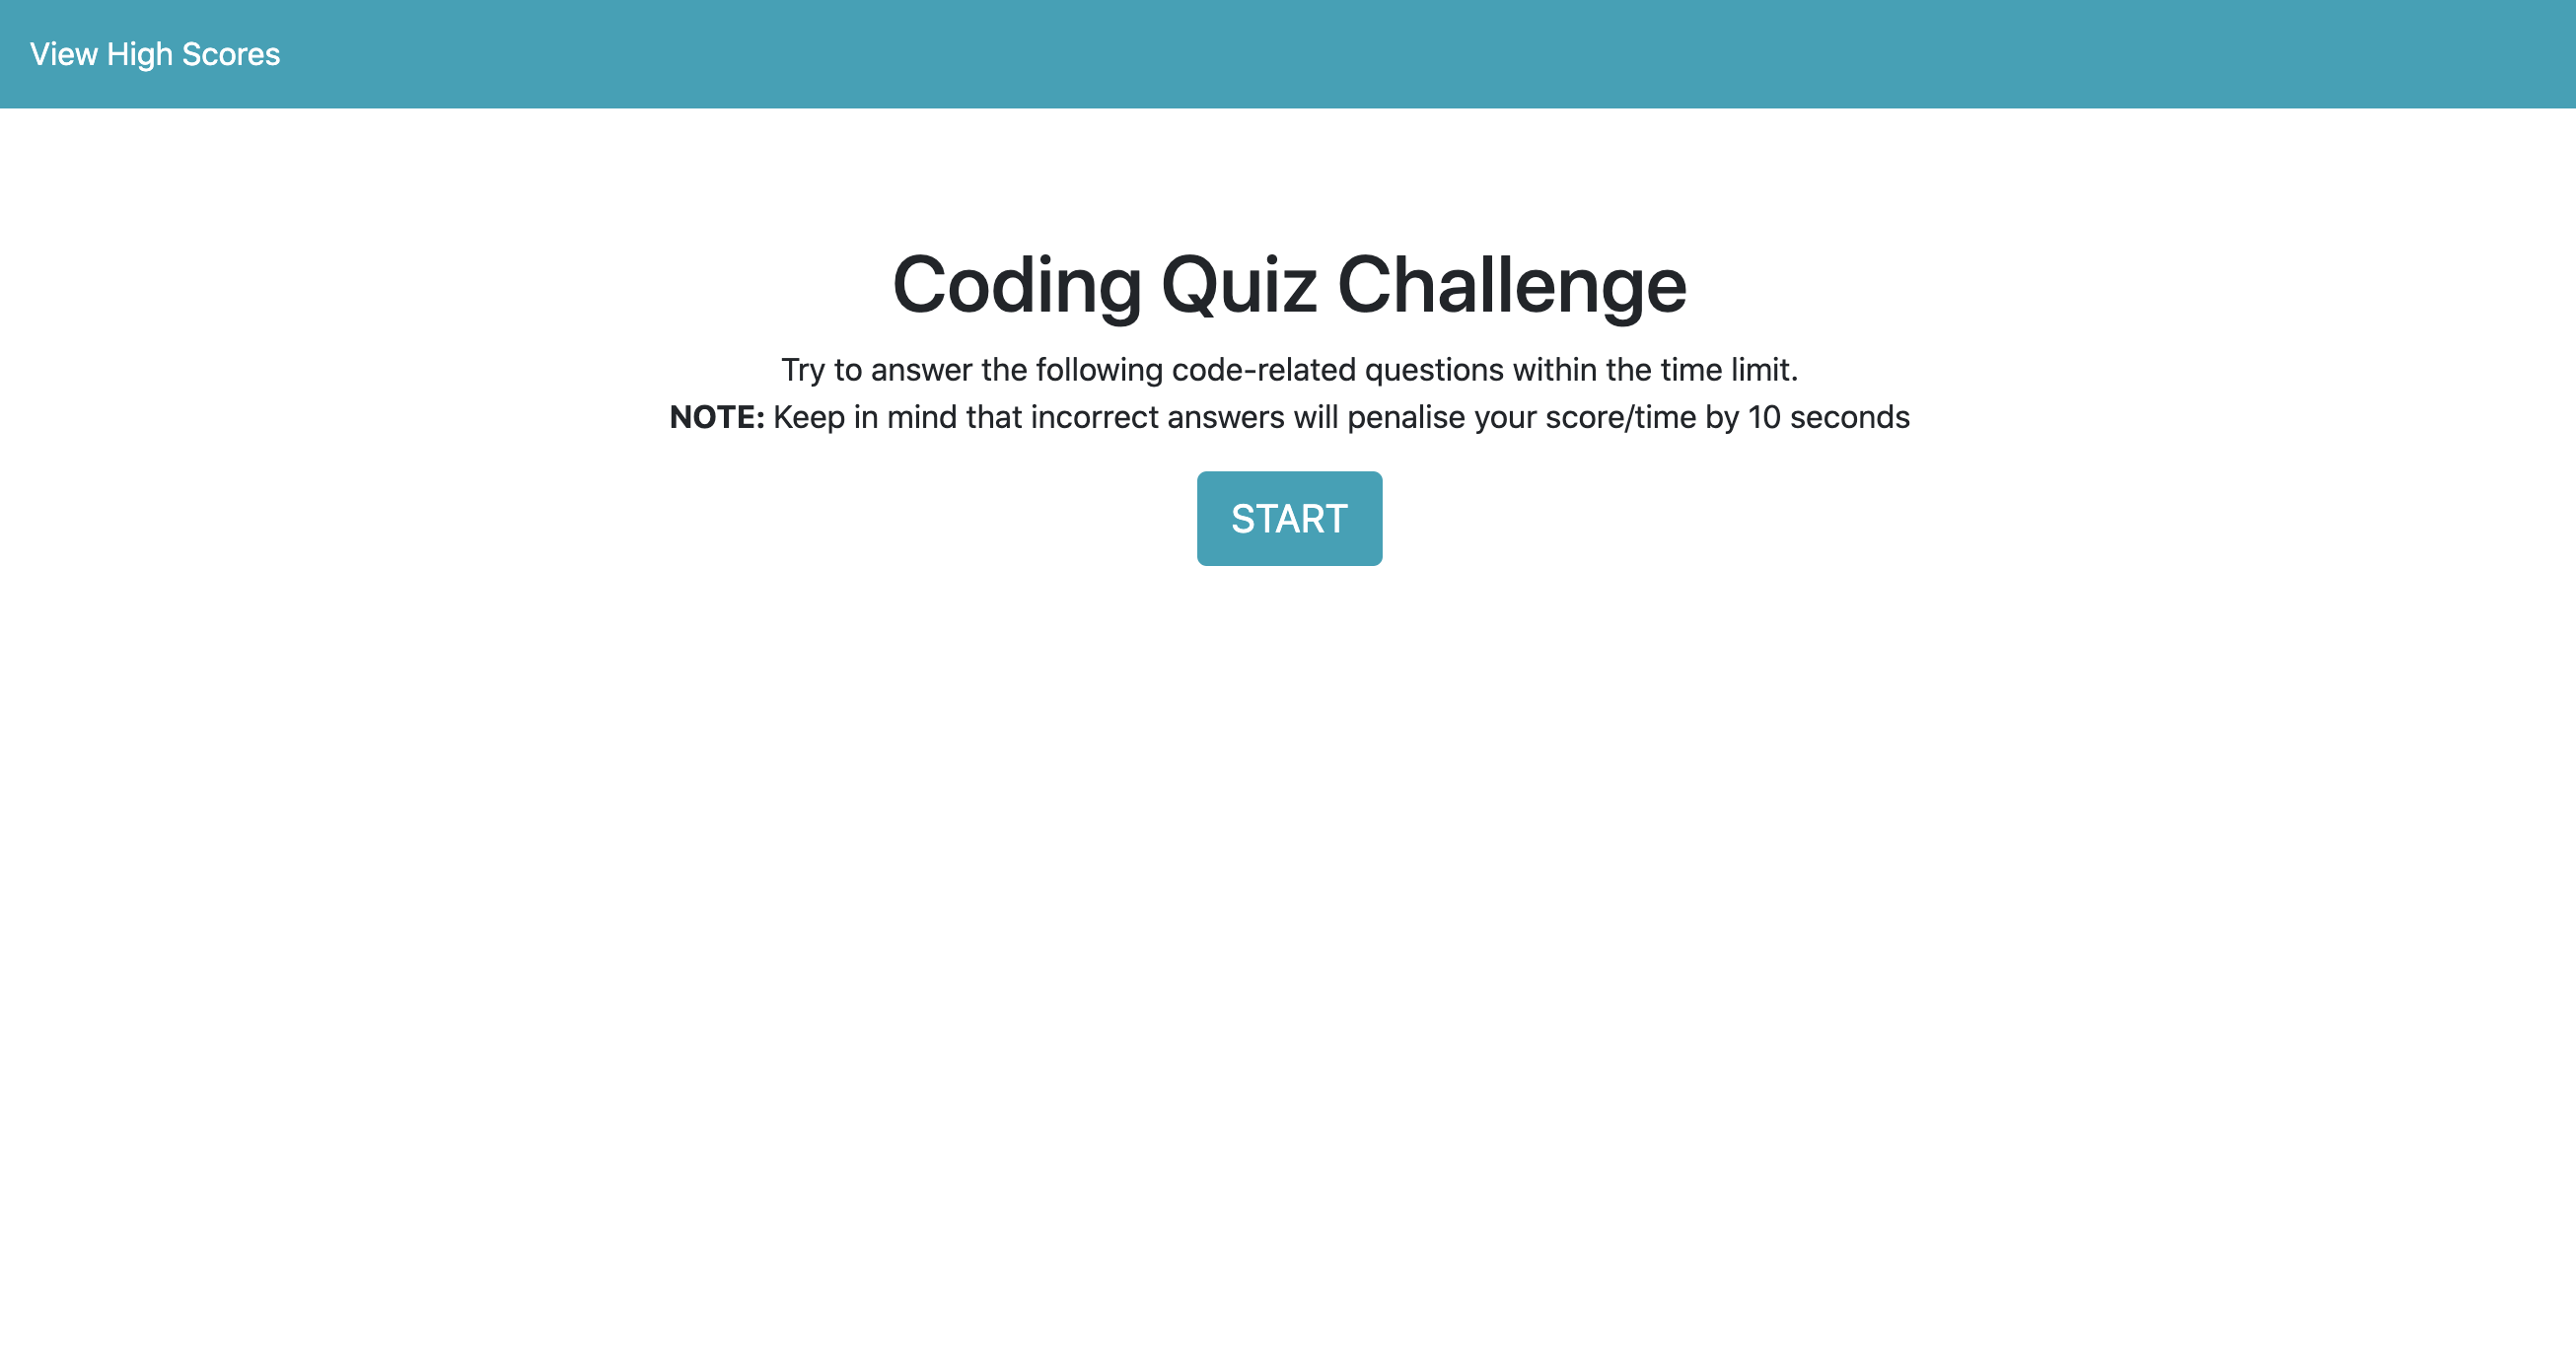 View High Scores
Coding Quiz Challenge
Try to answer the following code-related questions within the time limit.
NOTE: Keep in mind that incorrect answers will penalise your score/time by 10 seconds
START